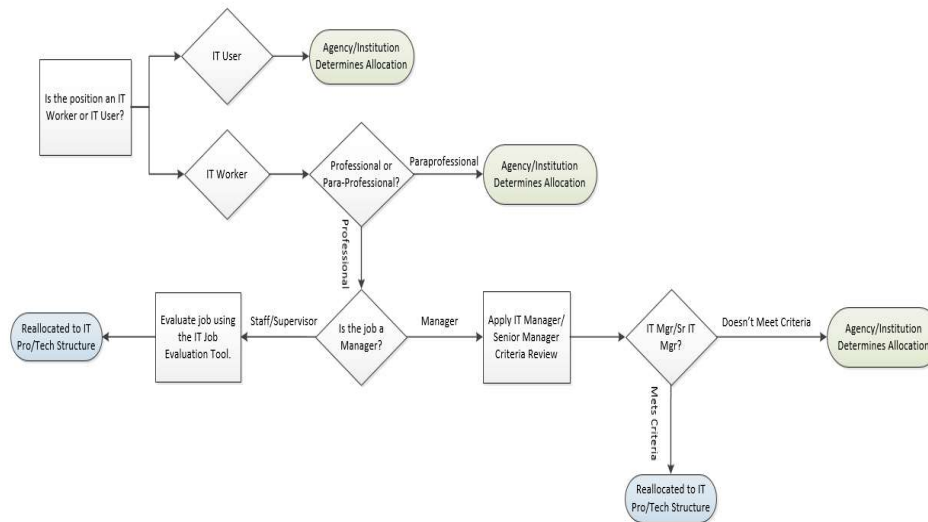 IT User
Agency/Institution
Determines Allocation
Is the position an IT
Worker or IT User?
IT Worker
Professional or
Para-Professional?
Paraprofessional
Agency/Institution
Determines Allocation
Professional
Reallocated to IT
Pro/Tech Structure
Evaluate job using
the IT Job
Evaluation Tool.
Staff/Supervisor
Is the job a
Manager?
Manager
Apply IT Manager/
Senior Manager
Criteria Review
IT Mgr/Sr IT
Mgr?
Doesn't Meet Criteria
Agency/Institution
Determines Allocation
Mets Criteria
Reallocated to IT
Pro/Tech Structure